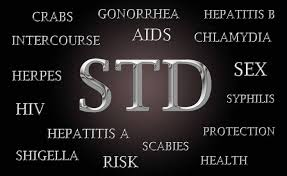 CRABS GONORRHEA HEPATITIS B
INTERCOURSE AIDS CHLAMYDIA
HERPES STD SEX
HIV SYPHILIS
HEPATITIS A PROTECTION
SHIGELLA SCABIES
RISK HEALTH